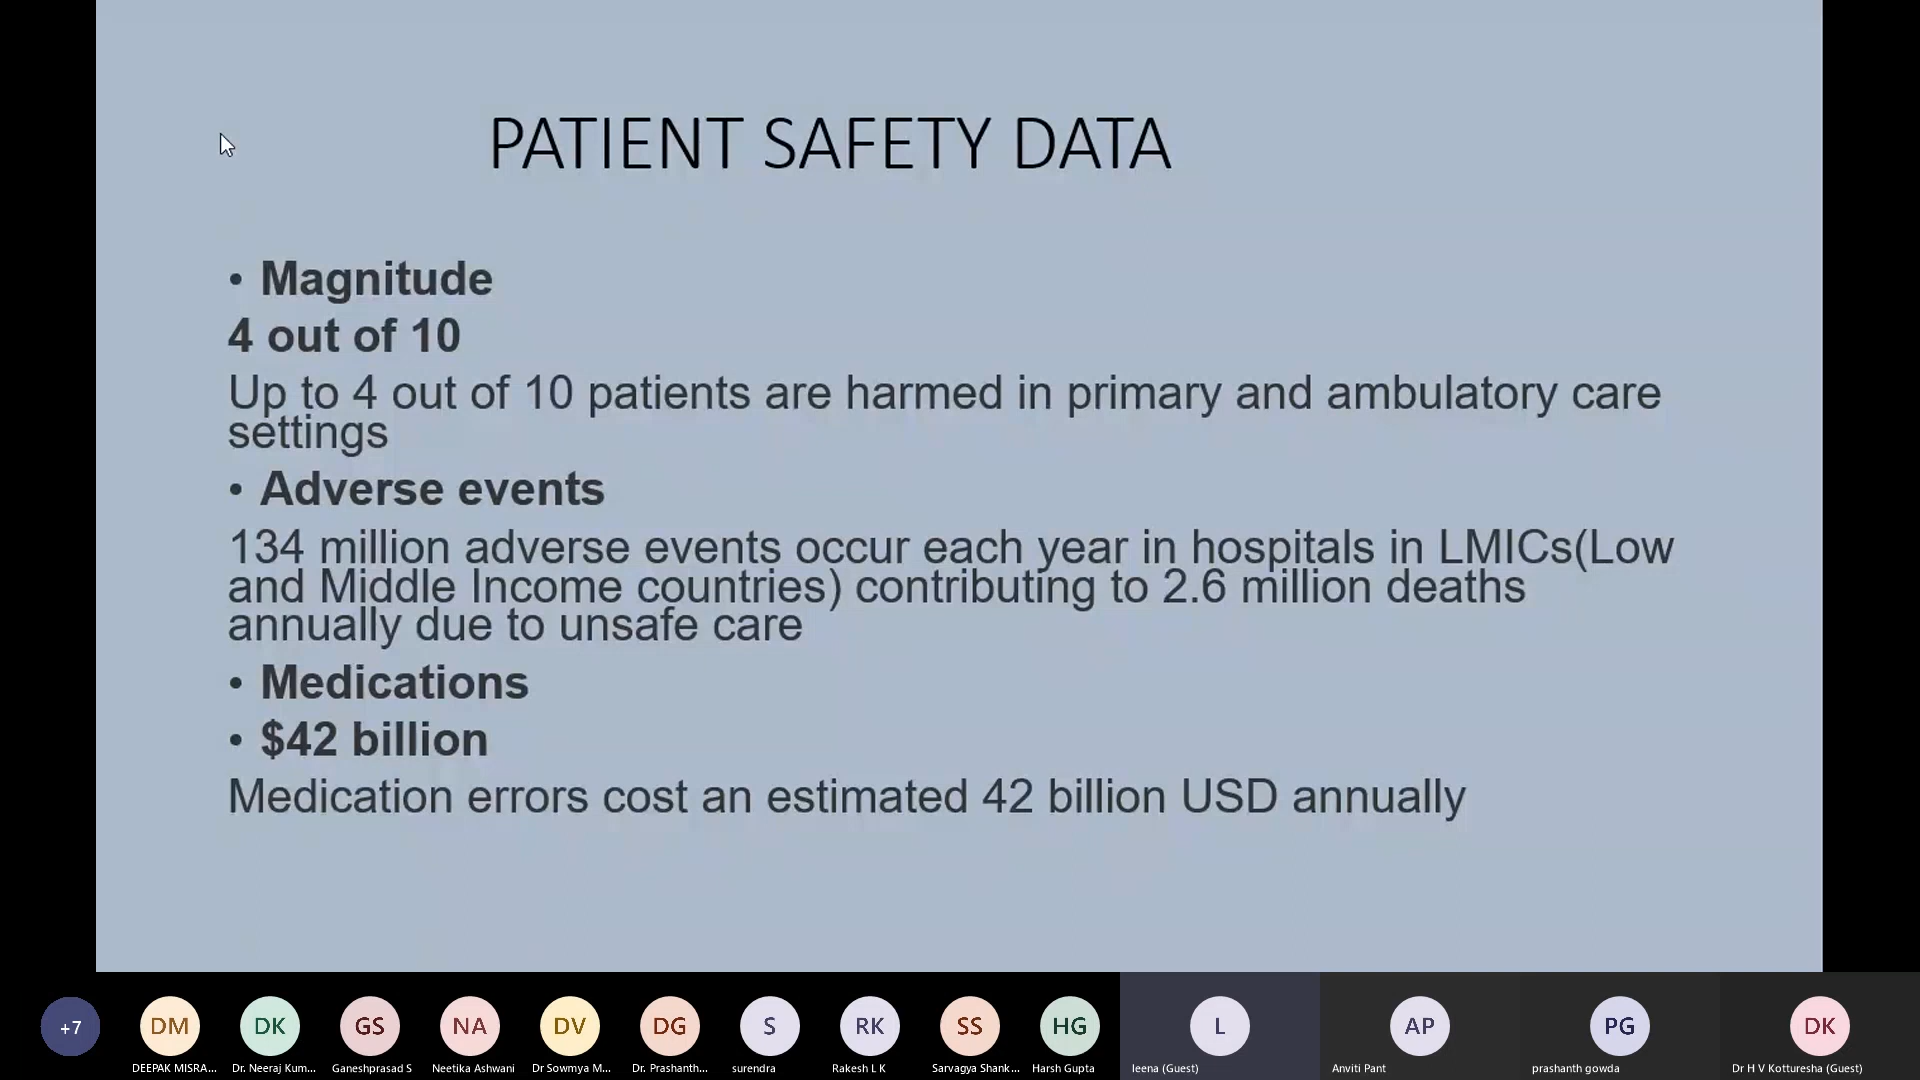 PATIENT SAFETY DATA
• Magnitude
4 out of 10
Up to 4 out of 10 patients are harmed in primary and ambulatory care
settings
• Adverse events
134 million adverse events occur each year in hospitals in LMICs(Low
and Middle Income countries) contributing to 2.6 million deaths
annually due to unsafe care
• Medications
• $42 billion
Medication errors cost an estimated 42 billion USD annually
+7 DM DK GS NA DV DG S RK SS HG L AP PG DK
DEEPAK MISRA... Dr. Neeraj Kum... Ganeshprasad S Neetika Ashwani Dr Sowmya M... Dr. Prashanth... surendra Rakesh L K Sarvagya Shank... Harsh Gupta leena (Guest) Anviti Pant prashanth gowda Dr H V Kotturesha (Guest)